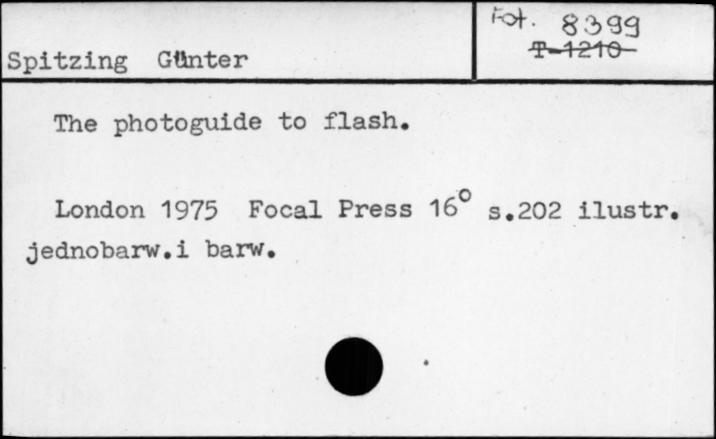 Fot. 8399
T-1210
Spitzing Günter
The photoguide to flash.
London 1975 Focal Press 16° s.202 ilustr.
jednobarw.i barw.